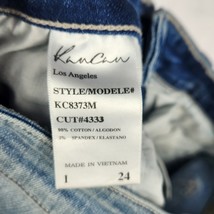 KanCan
Los Angeles
STYLE/MODELE#
KC8373M
CUT#4333
98% COTTON/ALGODON
2% SPANDEX/ELASTANO
MADE IN VIETNAM
1 24